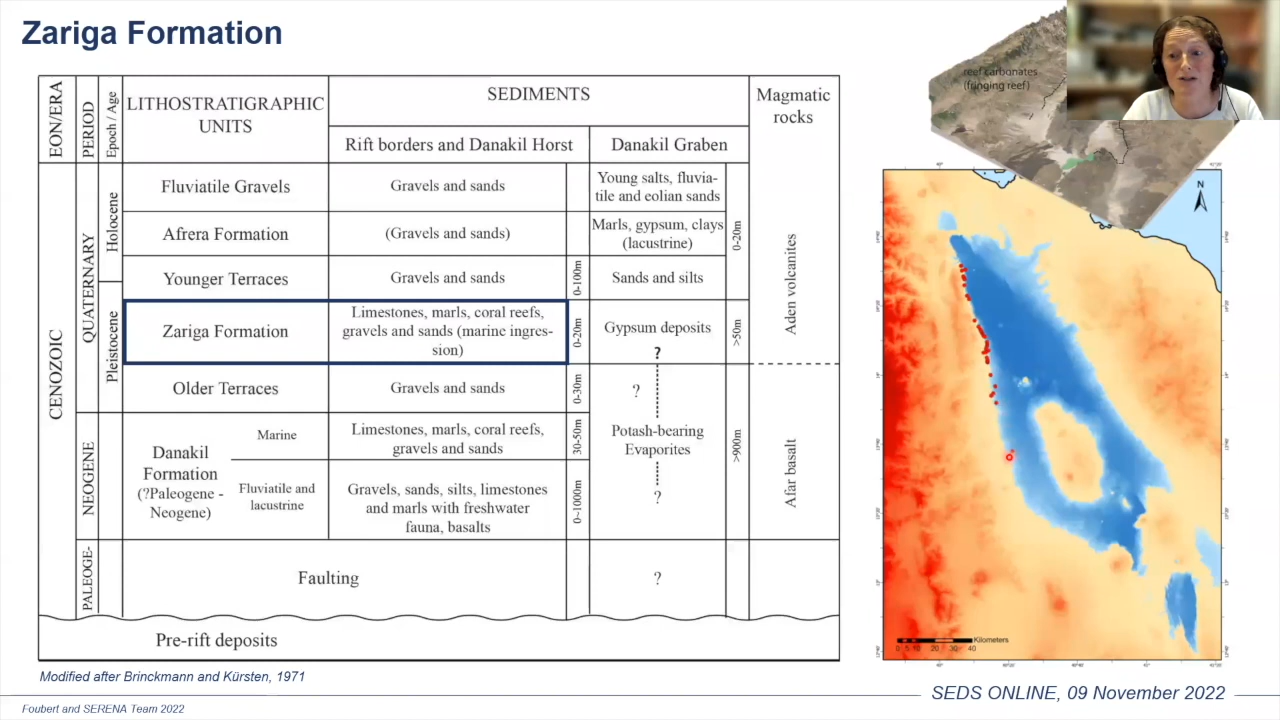 Zariga Formation
EON/ERA
PERIOD
Epoch / Age
LITHOSTRATIGRAPHIC
UNITS
SEDIMENTS
Magmatic
rocks
Rift borders and Danakil Horst
Danakil Graben
CENOZOIC
QUATERNARY
NEOGENE
PALEOGE-
Holocene
Pleistocene
Fluviatile Gravels
Gravels and sands
Young salts, fluvia-
tile and eolian sands
Afrera Formation
(Gravels and sands)
Marls, gypsum, clays
(lacustrine)
0-20m
Younger Terraces
Gravels and sands
0-100m
Sands and silts
Aden volcanites
Zariga Formation
Limestones, marls, coral reefs,
gravels and sands (marine ingres-
sion)
0-20m
Gypsum deposits
?
>50m
Older Terraces
Gravels and sands
0-30m
?
Danakil
Formation
(?Paleogene -
Neogene)
Marine
Limestones, marls, coral reefs,
gravels and sands
30-50m
Potash-bearing
Evaporites
?
>900m
Afar basalt
Fluviatile and
lacustrine
Gravels, sands, silts, limestones
and marls with freshwater
fauna, basalts
0~1000m
Faulting
?
Pre-rift deposits
reef carbonates
(fringing reef)
N
Kilometers
0 5 10 20 30 40
Modified after Brinckmann and Kürsten, 1971
SEDS ONLINE, 09 November 2022
Foubert and SERENA Team 2022